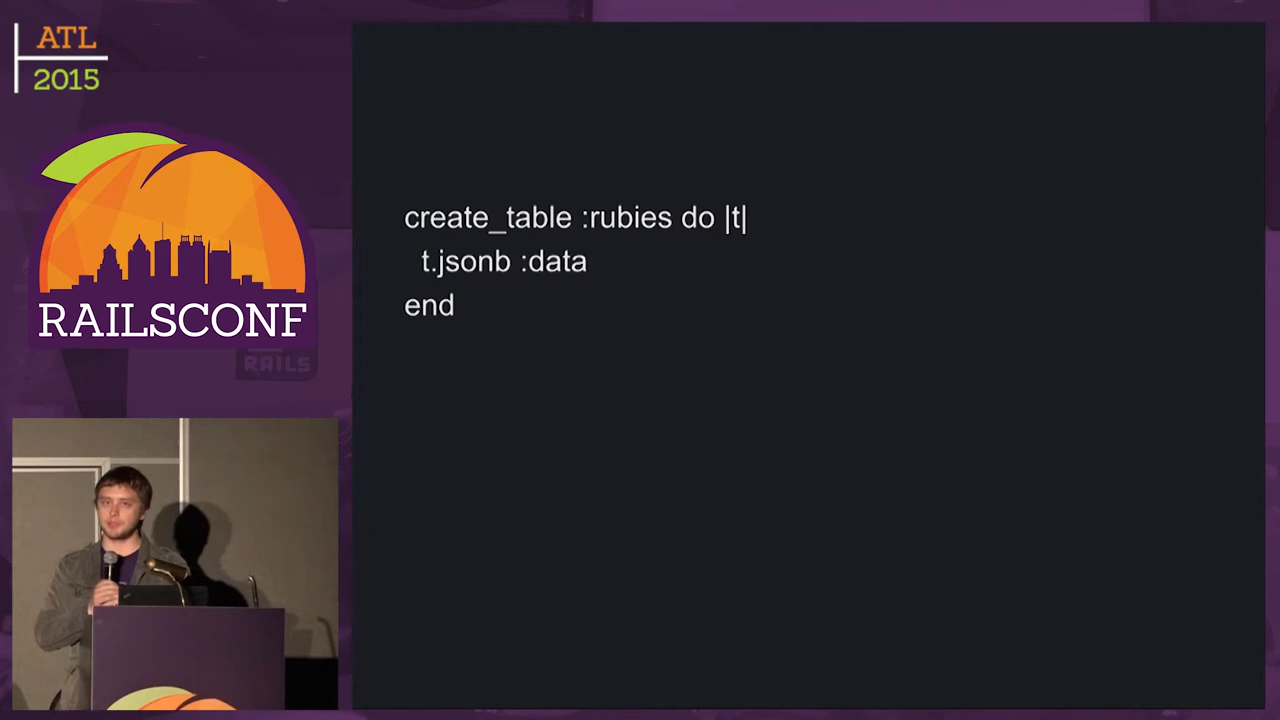 ATL
2015
RAILSCONF
RAILS
create_table :rubies do |t|
  t.jsonb :data
end